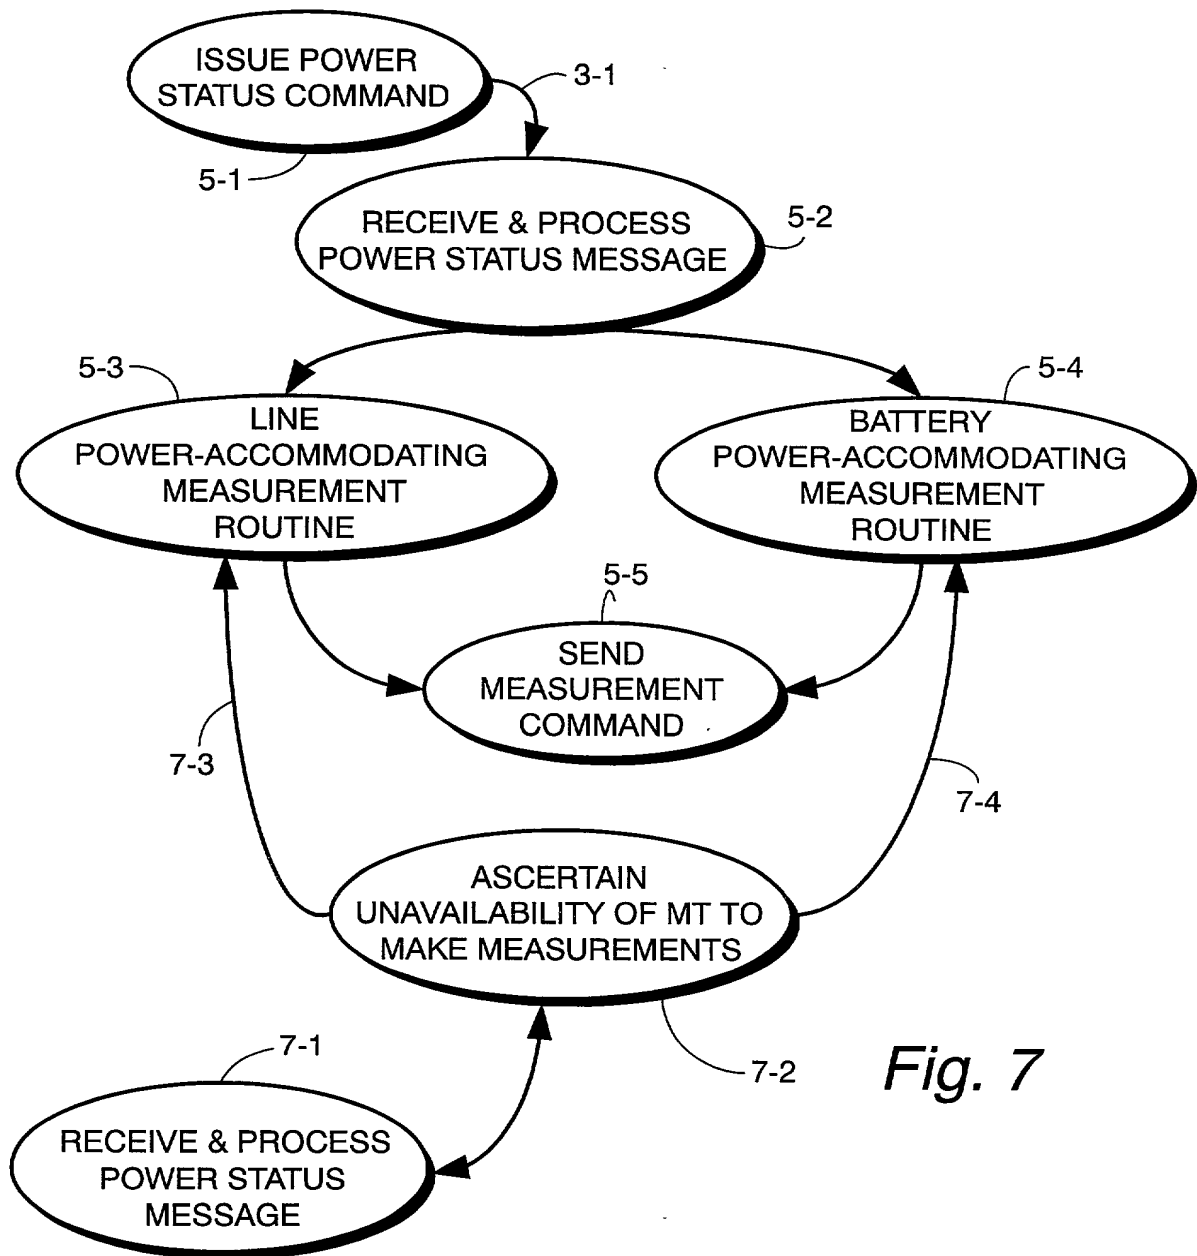 ISSUE POWER
STATUS COMMAND
3-1
5-1
RECEIVE & PROCESS
POWER STATUS MESSAGE
5-2
5-3
LINE
POWER-ACCOMMODATING
MEASUREMENT
ROUTINE
5-4
BATTERY
POWER-ACCOMMODATING
MEASUREMENT
ROUTINE
5-5
SEND
MEASUREMENT
COMMAND
7-3
7-4
ASCERTAIN
UNAVAILABILITY OF MT TO
MAKE MEASUREMENTS
7-2
7-1
RECEIVE & PROCESS
POWER STATUS
MESSAGE
Fig. 7